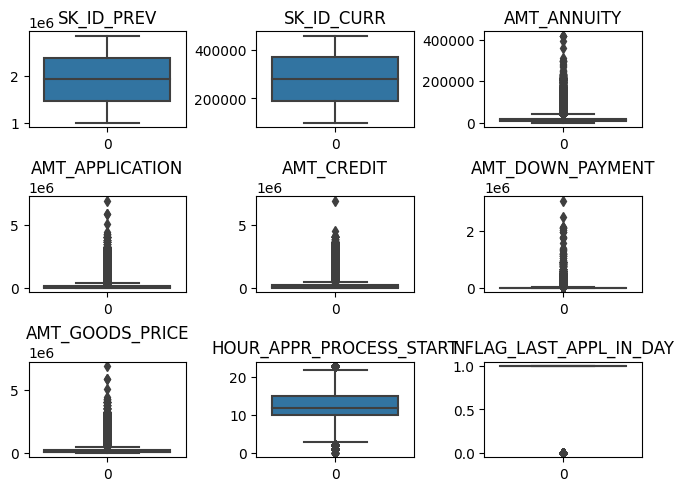 SK_ID_PREV
1e6
2
1
0
SK_ID_CURR
400000
200000
0
AMT_ANNUITY
400000
200000
0
0
AMT_APPLICATION
1e6
5
0
0
AMT_CREDIT
1e6
5
0
0
AMT_DOWN_PAYMENT
1e6
2
0
0
AMT_GOODS_PRICE
1e6
5
0
0
HOUR_APPR_PROCESS_START
20
10
0
0
NFLAG_LAST_APPL_IN_DAY
1.0
0.5
0.0
0